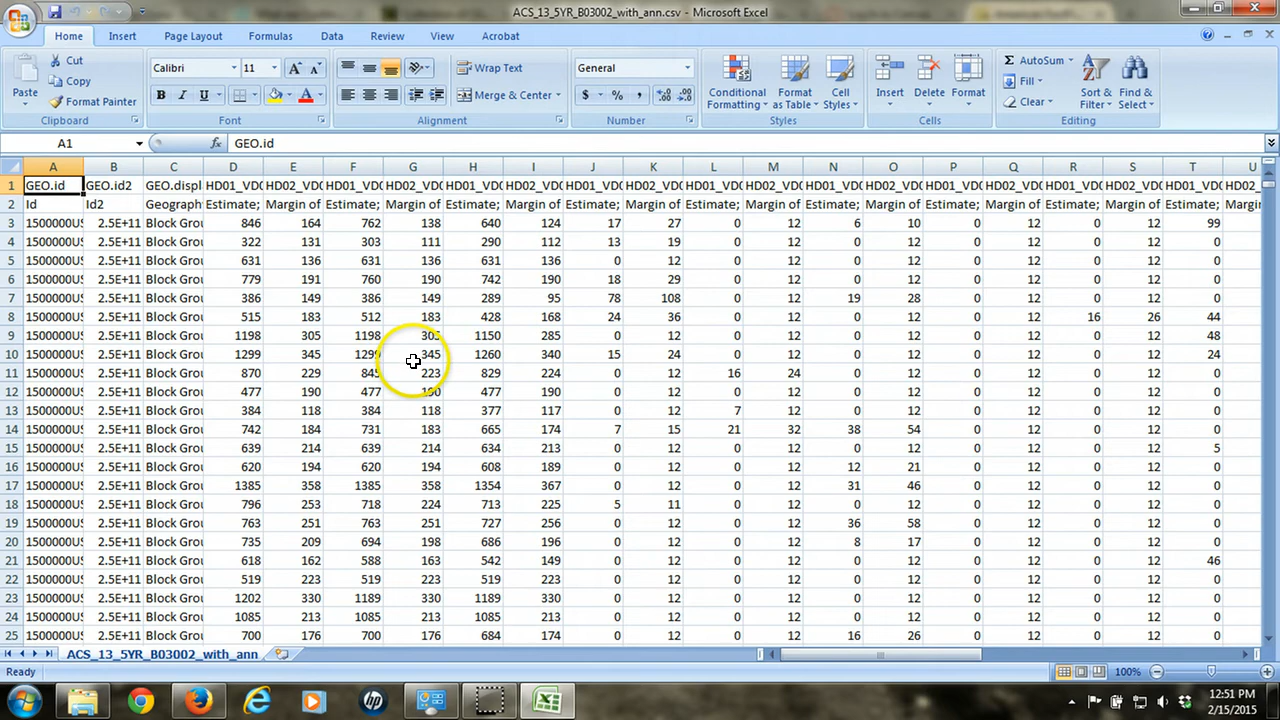 ACS_13_5YR_B03002_with_ann.csv - Microsoft Excel
Home Insert Page Layout Formulas Data Review View Acrobat
Paste Cut Copy Format Painter Clipboard
Calibri 11 B I U Font
Wrap Text Merge & Center Alignment
General $ % , Number
Conditional Formatting Format as Table Cell Styles Styles
Insert Delete Format Cells
Σ AutoSum Fill Clear Sort & Filter Find & Select Editing
A1 fx GEO.id
A B C D E F G H I J K L M N O P Q R S T U
1 GEO.id GEO.id2 GEO.displ HD01_VD0 HD02_VD0 HD01_VD0 HD02_VD0 HD01_VD0 HD02_VD0 HD01_VD0 HD02_VD0 HD01_VD0 HD02_VD0 HD01_VD0 HD02_VD0 HD01_VD0 HD02_VD0 HD01_VD0 HD02_VD0 HD01_VD0 HD02_
2 Id Id2 Geography Estimate; Margin of Estimate; Margin of Estimate; Margin of Estimate; Margin of Estimate; Margin of Estimate; Margin of Estimate; Margin of Estimate; Margin of Estimate; Margi
3 1500000US 2.5E+11 Block Grou 846 164 762 138 640 124 17 27 0 12 6 10 0 12 0 12 99
4 1500000US 2.5E+11 Block Grou 322 131 303 111 290 112 13 19 0 12 0 12 0 12 0 12 0
5 1500000US 2.5E+11 Block Grou 631 136 631 136 631 136 0 12 0 12 0 12 0 12 0 12 0
6 1500000US 2.5E+11 Block Grou 779 191 760 190 742 190 18 29 0 12 0 12 0 12 0 12 0
7 1500000US 2.5E+11 Block Grou 386 149 386 149 289 95 78 108 0 12 19 28 0 12 0 12 0
8 1500000US 2.5E+11 Block Grou 515 183 512 183 428 168 24 36 0 12 0 12 0 12 16 26 44
9 1500000US 2.5E+11 Block Grou 1198 305 1198 305 1150 285 0 12 0 12 0 12 0 12 0 12 48
10 1500000US 2.5E+11 Block Grou 1299 345 1299 345 1260 340 15 24 0 12 0 12 0 12 0 12 24
11 1500000US 2.5E+11 Block Grou 870 229 845 223 829 224 0 12 16 24 0 12 0 12 0 12 0
12 1500000US 2.5E+11 Block Grou 477 190 477 190 477 190 0 12 0 12 0 12 0 12 0 12 0
13 1500000US 2.5E+11 Block Grou 384 118 384 118 377 117 0 12 7 12 0 12 0 12 0 12 0
14 1500000US 2.5E+11 Block Grou 742 184 731 183 665 174 7 15 21 32 38 54 0 12 0 12 0
15 1500000US 2.5E+11 Block Grou 639 214 639 214 634 213 0 12 0 12 0 12 0 12 0 12 5
16 1500000US 2.5E+11 Block Grou 620 194 620 194 608 189 0 12 0 12 12 21 0 12 0 12 0
17 1500000US 2.5E+11 Block Grou 1385 358 1385 358 1354 367 0 12 0 12 31 46 0 12 0 12 0
18 1500000US 2.5E+11 Block Grou 796 253 718 224 713 225 5 11 0 12 0 12 0 12 0 12 0
19 1500000US 2.5E+11 Block Grou 763 251 763 251 727 256 0 12 0 12 36 58 0 12 0 12 0
20 1500000US 2.5E+11 Block Grou 735 209 694 198 686 196 0 12 0 12 8 17 0 12 0 12 0
21 1500000US 2.5E+11 Block Grou 618 162 588 163 542 149 0 12 0 12 0 12 0 12 0 12 46
22 1500000US 2.5E+11 Block Grou 519 223 519 223 519 223 0 12 0 12 0 12 0 12 0 12 0
23 1500000US 2.5E+11 Block Grou 1202 330 1189 330 1189 330 0 12 0 12 0 12 0 12 0 12 0
24 1500000US 2.5E+11 Block Grou 1085 213 1085 213 1085 213 0 12 0 12 0 12 0 12 0 12 0
25 1500000US 2.5E+11 Block Grou 700 176 700 176 684 174 0 12 0 12 16 26 0 12 0 12 0
ACS_13_5YR_B03002_with_ann
Ready 100%
12:51 PM
2/15/2015